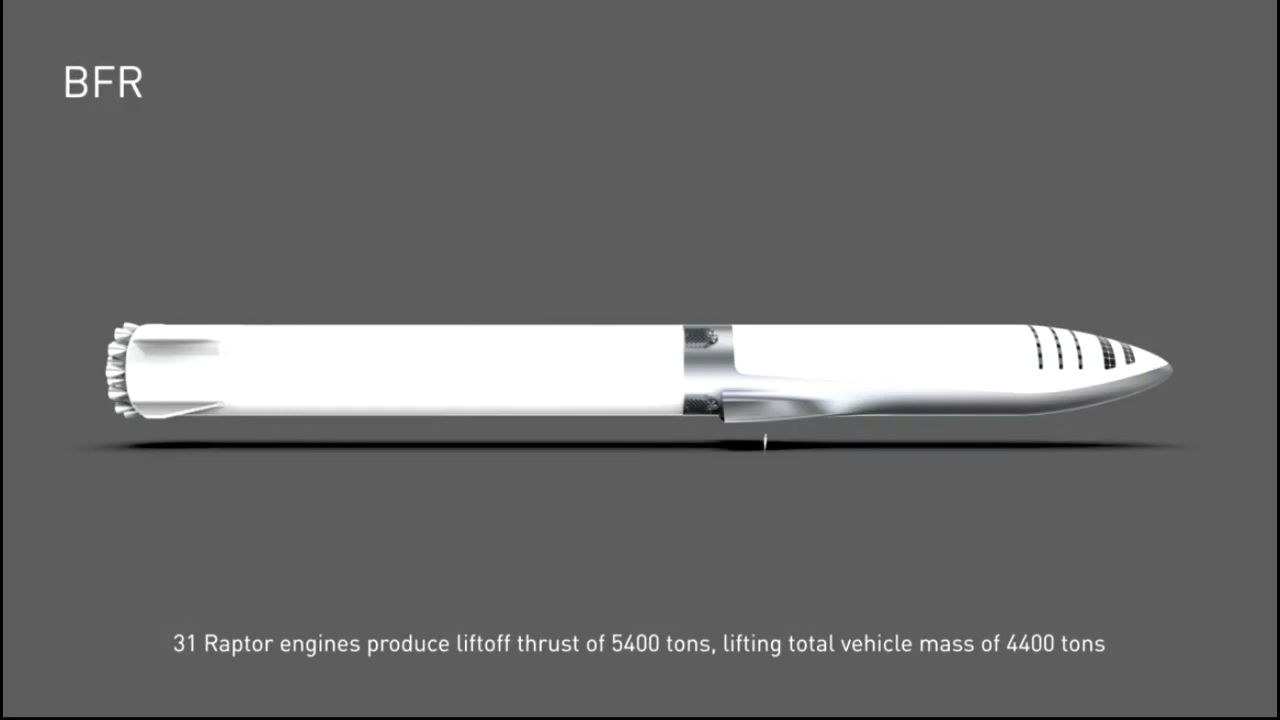 BFR
31 Raptor engines produce liftoff thrust of 5400 tons, lifting total vehicle mass of 4400 tons